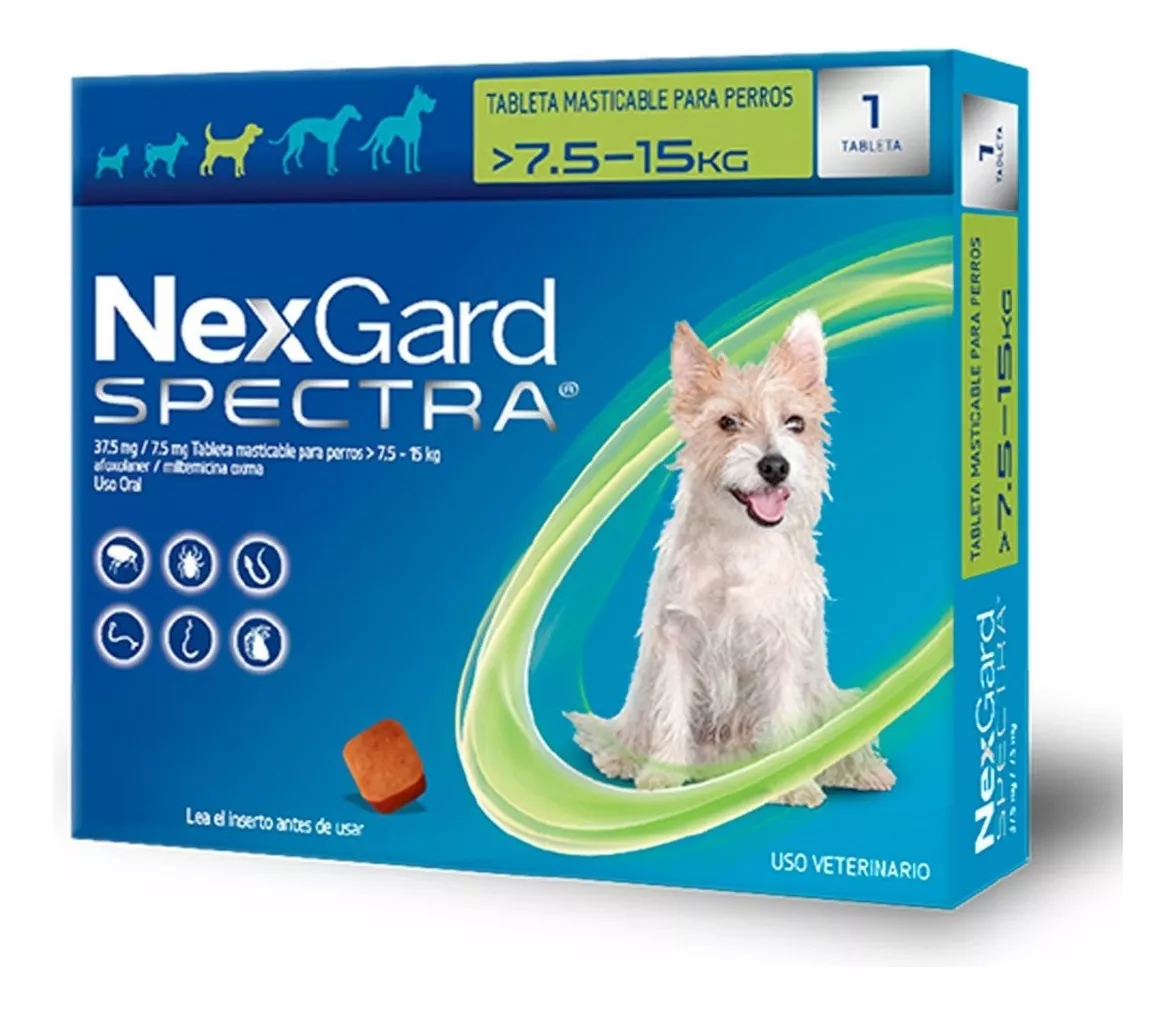 TABLETA MASTICABLE PARA PERROS
>7.5-15KG
1
TABLETA
NexGard
SPECTRA®
37.5 mg / 7.5 mg Tableta masticable para perros > 7.5 - 15 kg
afoxolaner / milbemicina oxima
Uso Oral
Lea el inserto antes de usar
USO VETERINARIO
1
TABLETA
TABLETA MASTICABLE PARA PERROS
>7.5-15KG
NexGard
SPECTRA